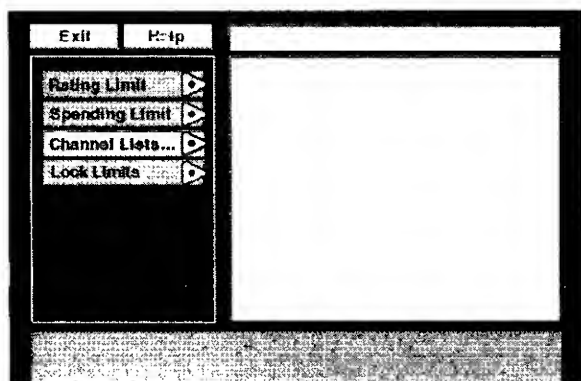 Exit Help
Rating Limit
Spending Limit
Channel Lists...
Lock Limits